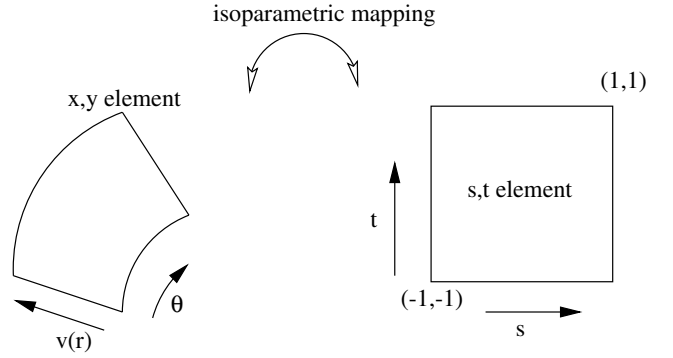 isoparametric mapping
x,y element
(1,1)
s,t element
t
(-1,-1)
θ
s
v(r)